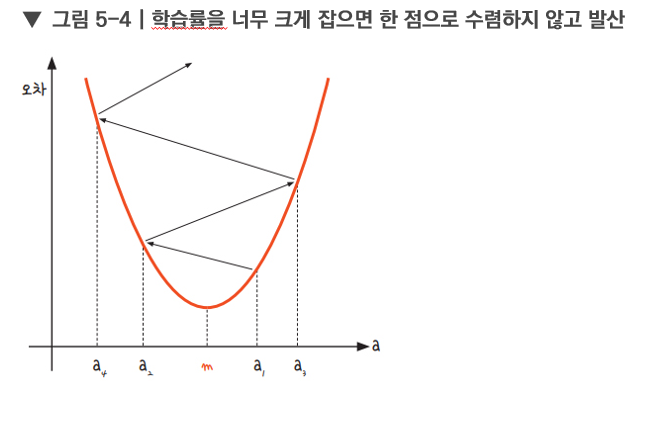 ▼ 그림 5-4 | 학습률을 너무 크게 잡으면 한 점으로 수렴하지 않고 발산
오차
a
a₄ a₂ m a₁ a₃